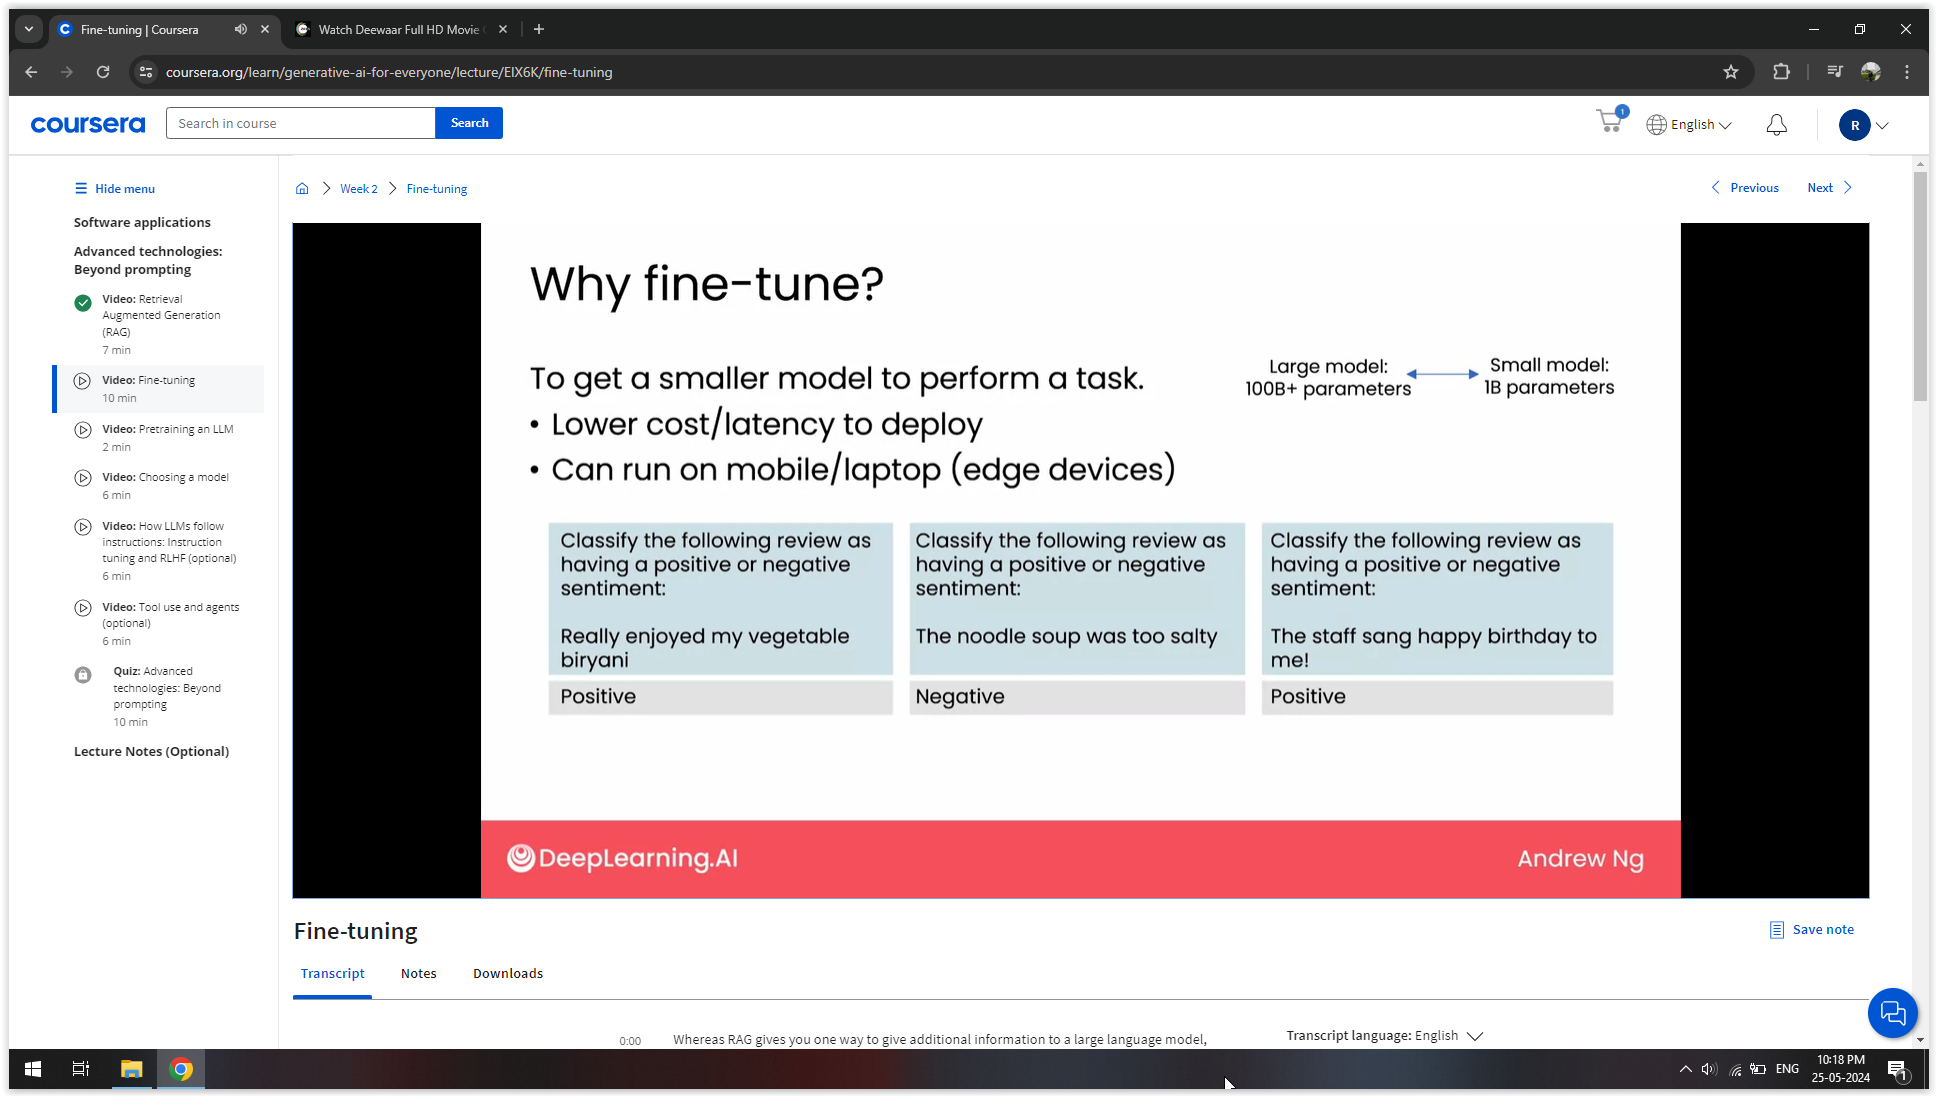 Fine-tuning | Coursera
Watch Deewaar Full HD Movie
coursera.org/learn/generative-ai-for-everyone/lecture/EIX6K/fine-tuning
coursera
Search in course
Search
1
English
R
Hide menu
Software applications
Advanced technologies:
Beyond prompting
Video: Retrieval
Augmented Generation
(RAG)
7 min
Video: Fine-tuning
10 min
Video: Pretraining an LLM
2 min
Video: Choosing a model
6 min
Video: How LLMs follow
instructions: Instruction
tuning and RLHF (optional)
6 min
Video: Tool use and agents
(optional)
6 min
Quiz: Advanced
technologies: Beyond
prompting
10 min
Lecture Notes (Optional)
Week 2
Fine-tuning
Previous
Next
Why fine-tune?
To get a smaller model to perform a task.
• Lower cost/latency to deploy
• Can run on mobile/laptop (edge devices)
Large model:
100B+ parameters
Small model:
1B parameters
Classify the following review as
having a positive or negative
sentiment:
Really enjoyed my vegetable
biryani
Positive
Classify the following review as
having a positive or negative
sentiment:
The noodle soup was too salty
Negative
Classify the following review as
having a positive or negative
sentiment:
The staff sang happy birthday to
me!
Positive
DeepLearning.AI
Andrew Ng
Fine-tuning
Save note
Transcript
Notes
Downloads
0:00
Whereas RAG gives you one way to give additional information to a large language model,
Transcript language: English
ENG
10:18 PM
25-05-2024
1